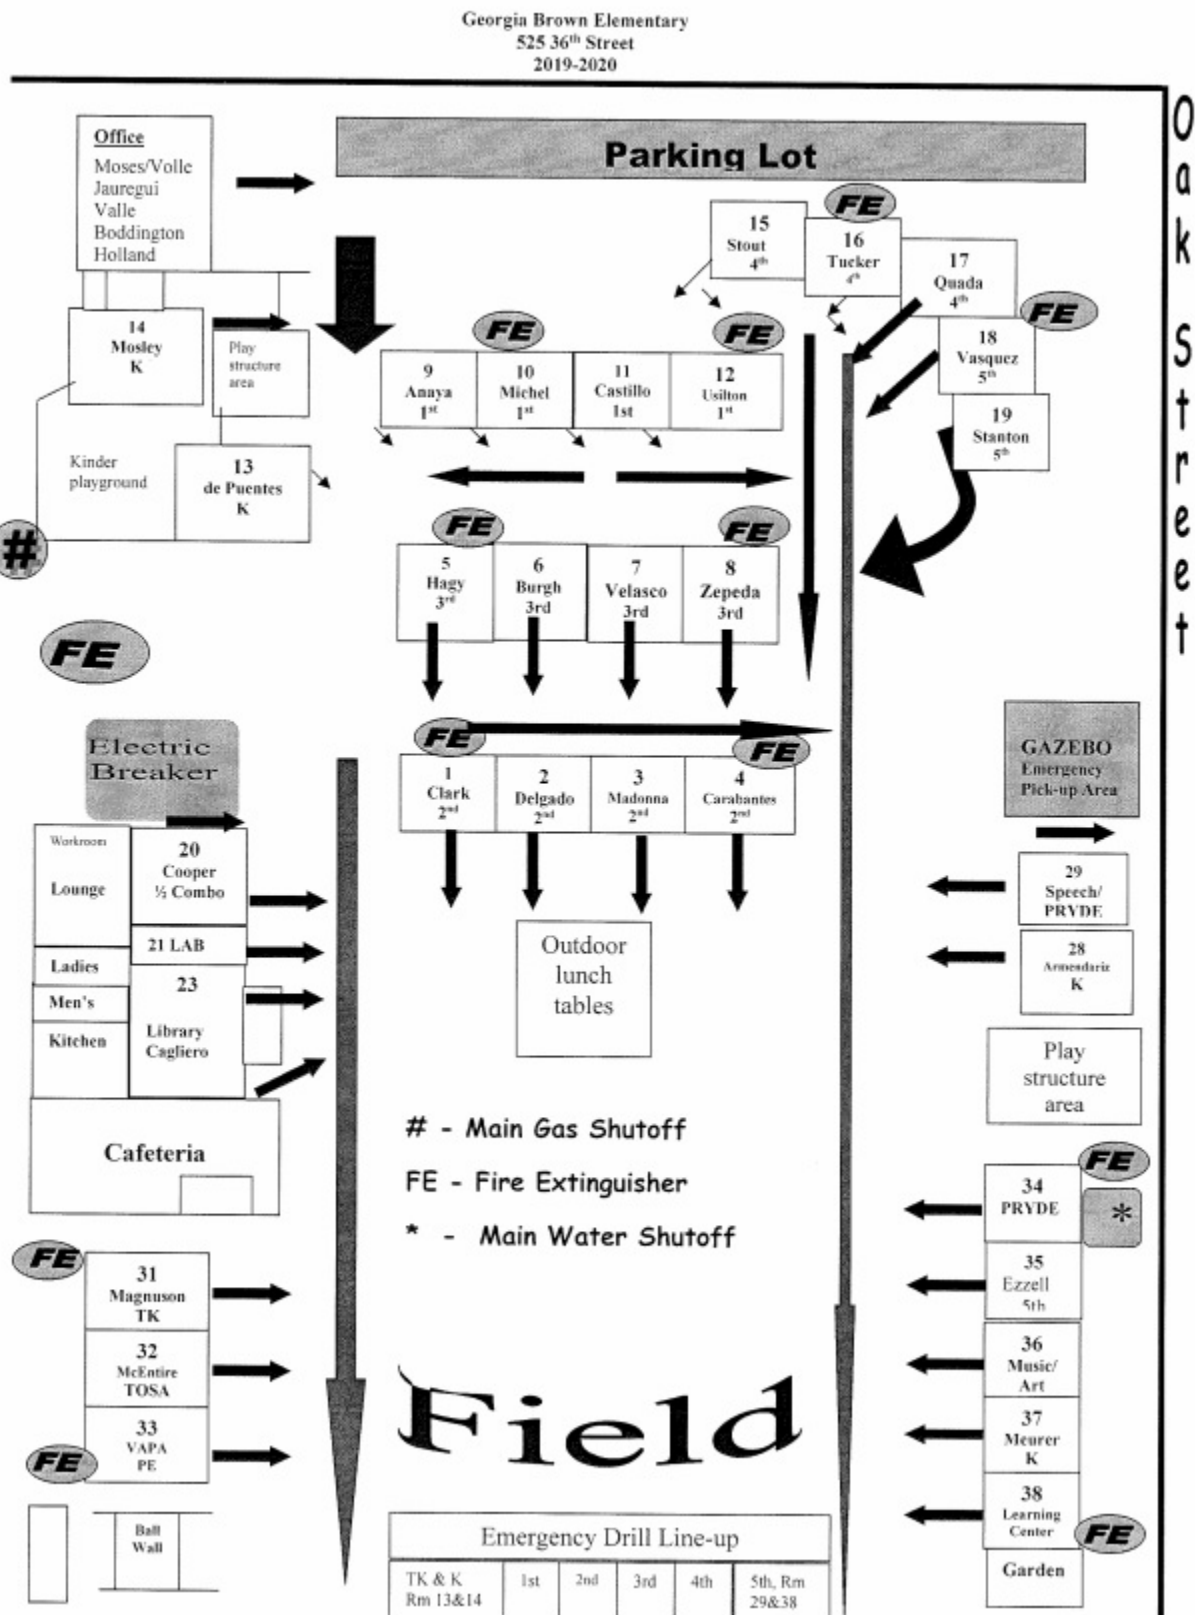 Georgia Brown Elementary
525 36th Street
2019-2020
Oak Street
Office
Moses/Volle
Jauregui
Valle
Boddington
Holland
Parking Lot
15
Stout
4th
FE
16
Tucker
4th
17
Quada
4th
FE
18
Vasquez
5th
19
Stanton
5th
14
Mosley
K
Play
structure
area
Kinder
playground
13
de Puentes
K
#
FE
FE
9
Anaya
1st
10
Michel
1st
11
Castillo
1st
12
Usilton
1st
FE
FE
5
Hagy
3rd
6
Burgh
3rd
7
Velasco
3rd
8
Zepeda
3rd
FE
FE
FE
1
Clark
2nd
2
Delgado
2nd
3
Madonna
2nd
4
Carabantes
2nd
Electric
Breaker
Workroom
Lounge
20
Cooper
½ Combo
21 LAB
Ladies
Men's
Kitchen
23
Library
Cagliero
Cafeteria
Outdoor
lunch
tables
GAZEBO
Emergency
Pick-up Area
29
Speech/
PRYDE
28
Armendariz
K
Play
structure
area
# - Main Gas Shutoff
FE - Fire Extinguisher
* - Main Water Shutoff
FE
34
PRYDE
*
35
Ezzell
5th
36
Music/
Art
37
Meurer
K
38
Learning
Center
FE
Garden
FE
31
Magnuson
TK
32
McEntire
TOSA
33
VAPA
PE
FE
Ball
Wall
Field
Emergency Drill Line-up
TK & K
Rm 13&14
1st
2nd
3rd
4th
5th, Rm
29&38